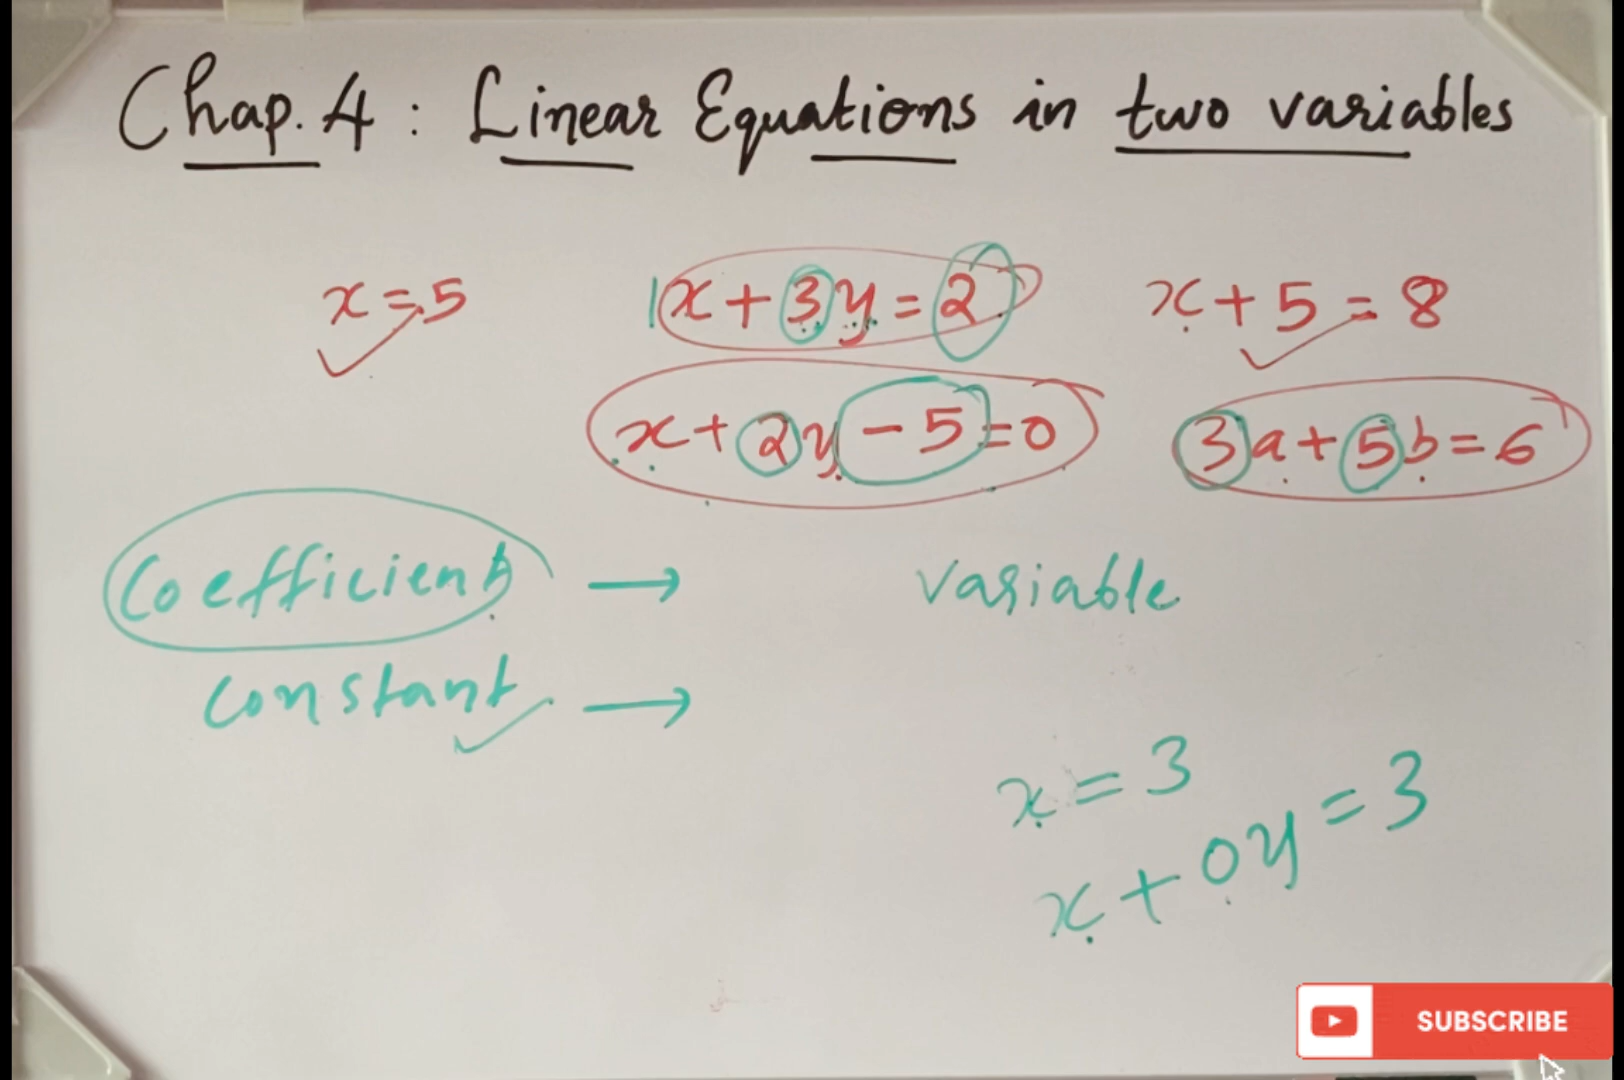 Chap. 4 : Linear Equations in two variables
x = 5 1x + 3y = 2 x + 5 = 8
x + 2y - 5 = 0 3a + 5b = 6
Coefficient → variable
constant →
x = 3
x + 0y = 3
SUBSCRIBE